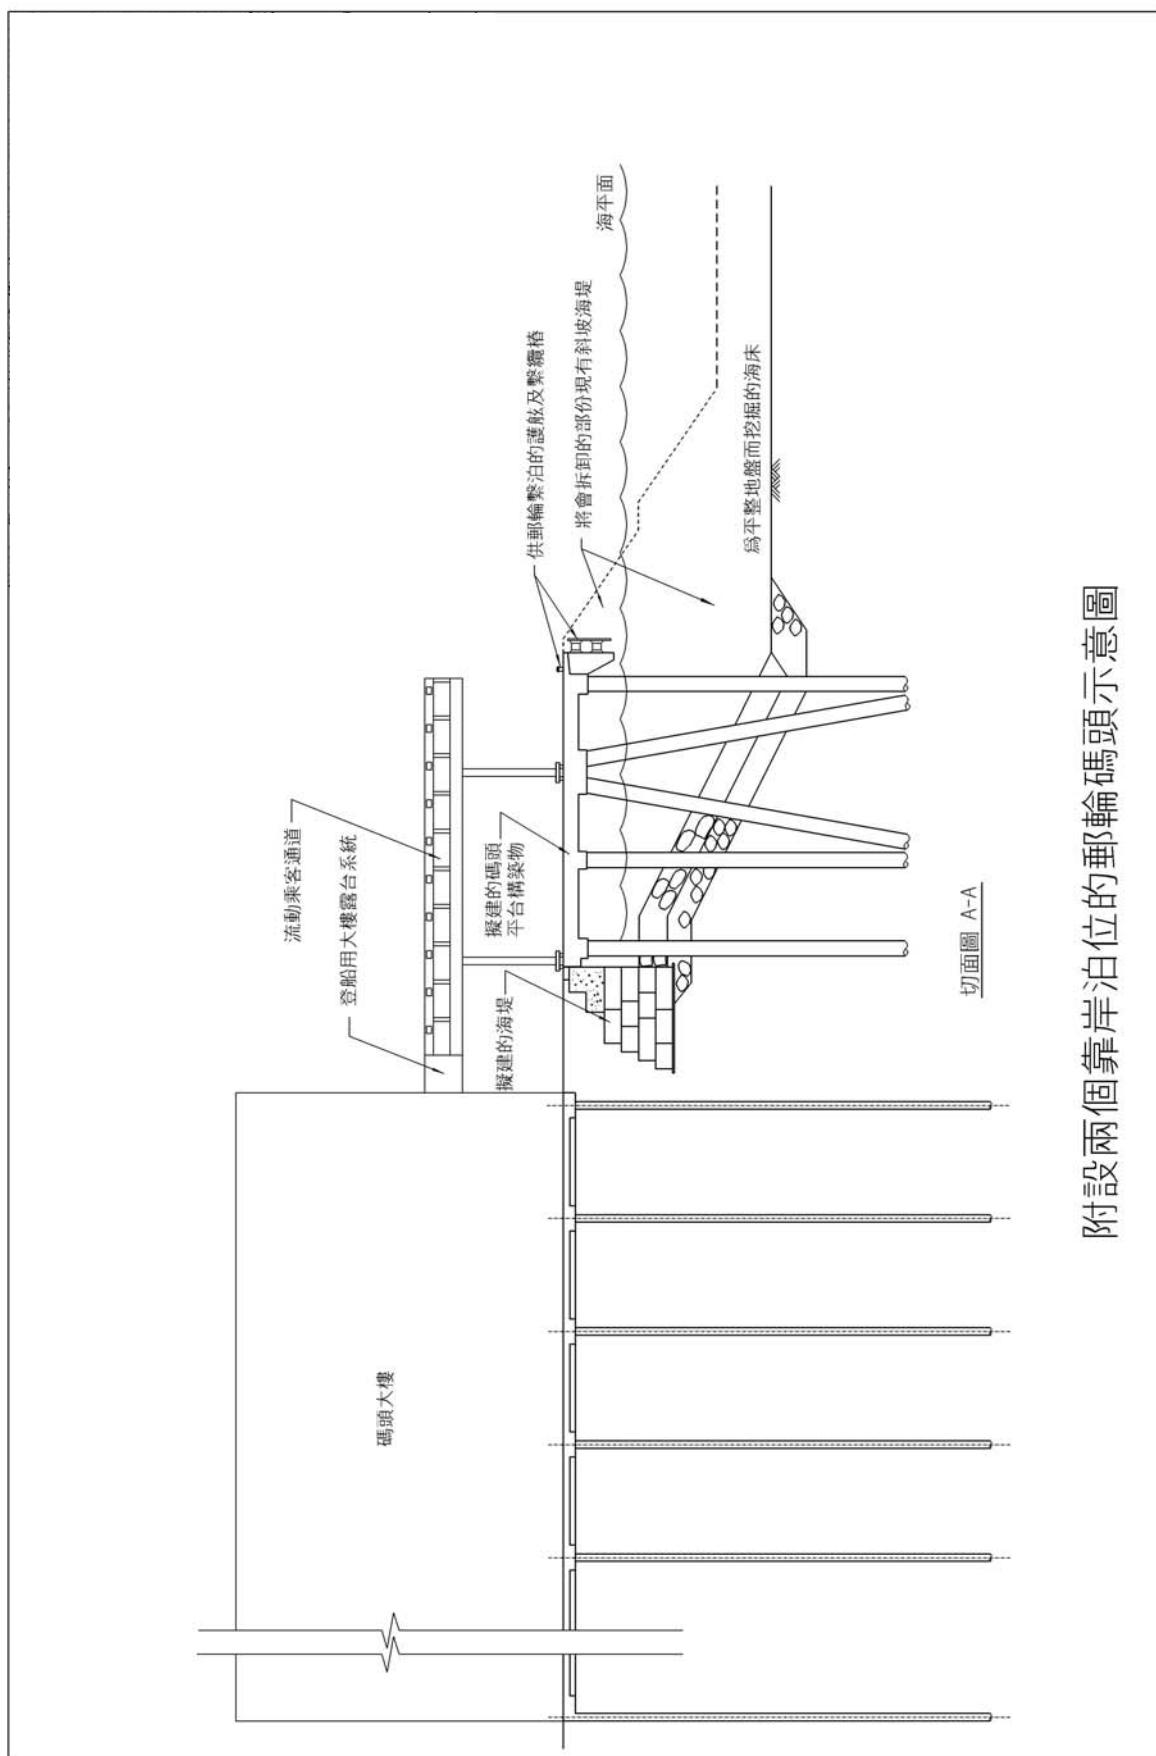 流動乘客通道
登船用大樓露台系統
碼頭大樓
擬建的海堤
擬建的碼頭
平台構築物
供郵輪繫泊的護舷及繫纜樁
將會拆卸的部份現有斜坡海堤
海平面
為平整地盤而挖掘的海床
切面圖 A-A
附設兩個靠岸泊位的郵輪碼頭示意圖